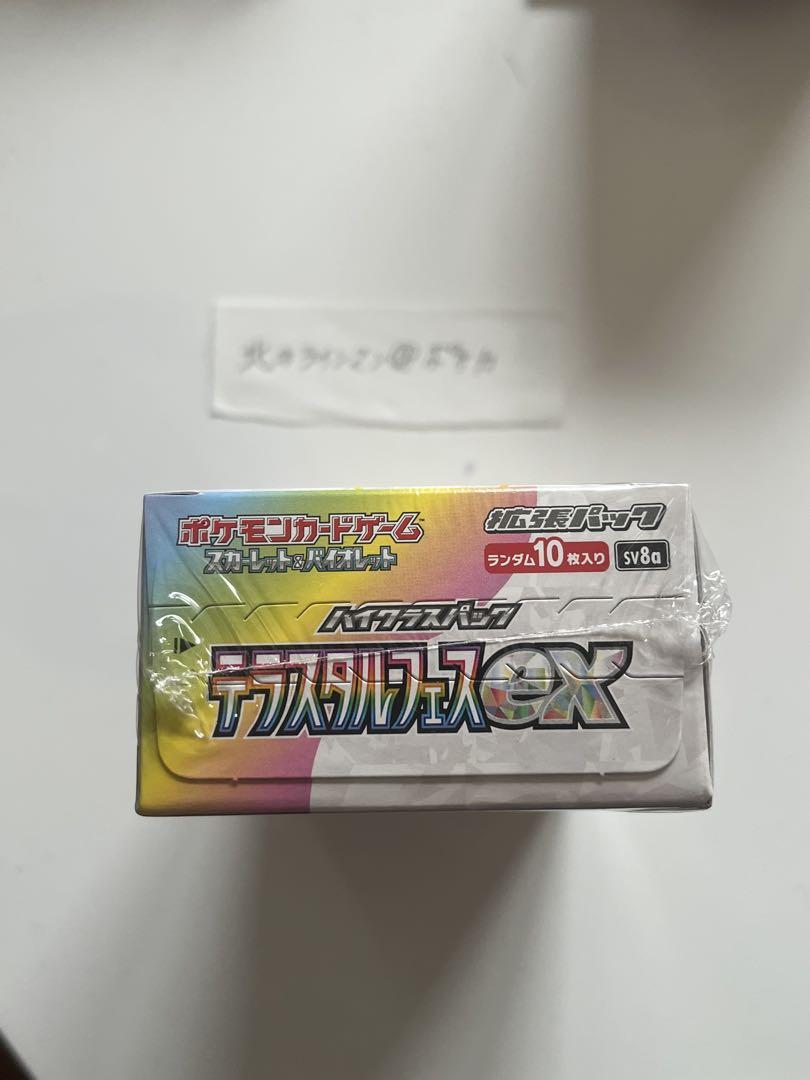 ポケモンカードゲーム
スカーレット&バイオレット
拡張パック
ランダム10枚入り
SV8a
ハイクラスパック
テラスタルフェスex